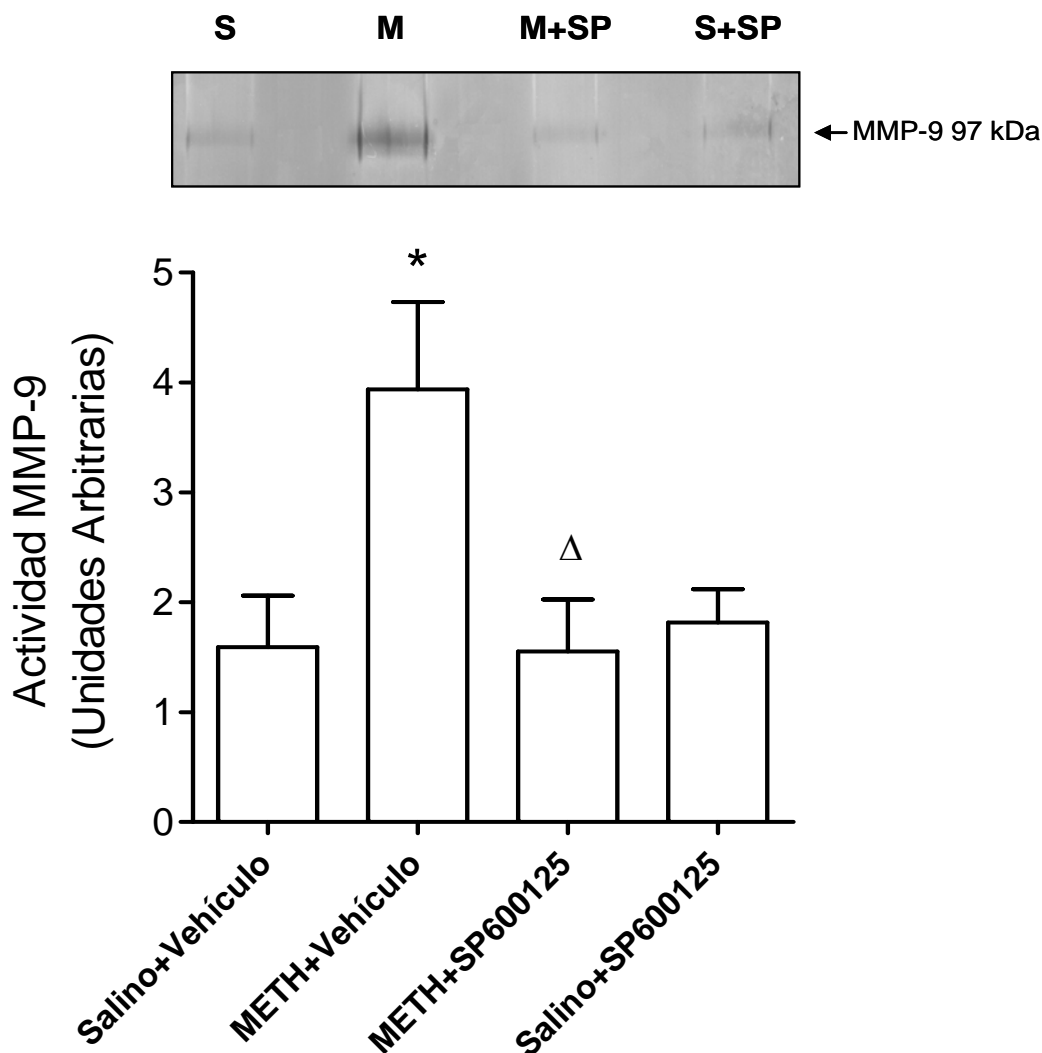 S M M+SP S+SP
MMP-9 97 kDa
*
5
4
3
2
1
0
Δ
Actividad MMP-9
(Unidades Arbitrarias)
Salino+Vehículo
METH+Vehículo
METH+SP600125
Salino+SP600125